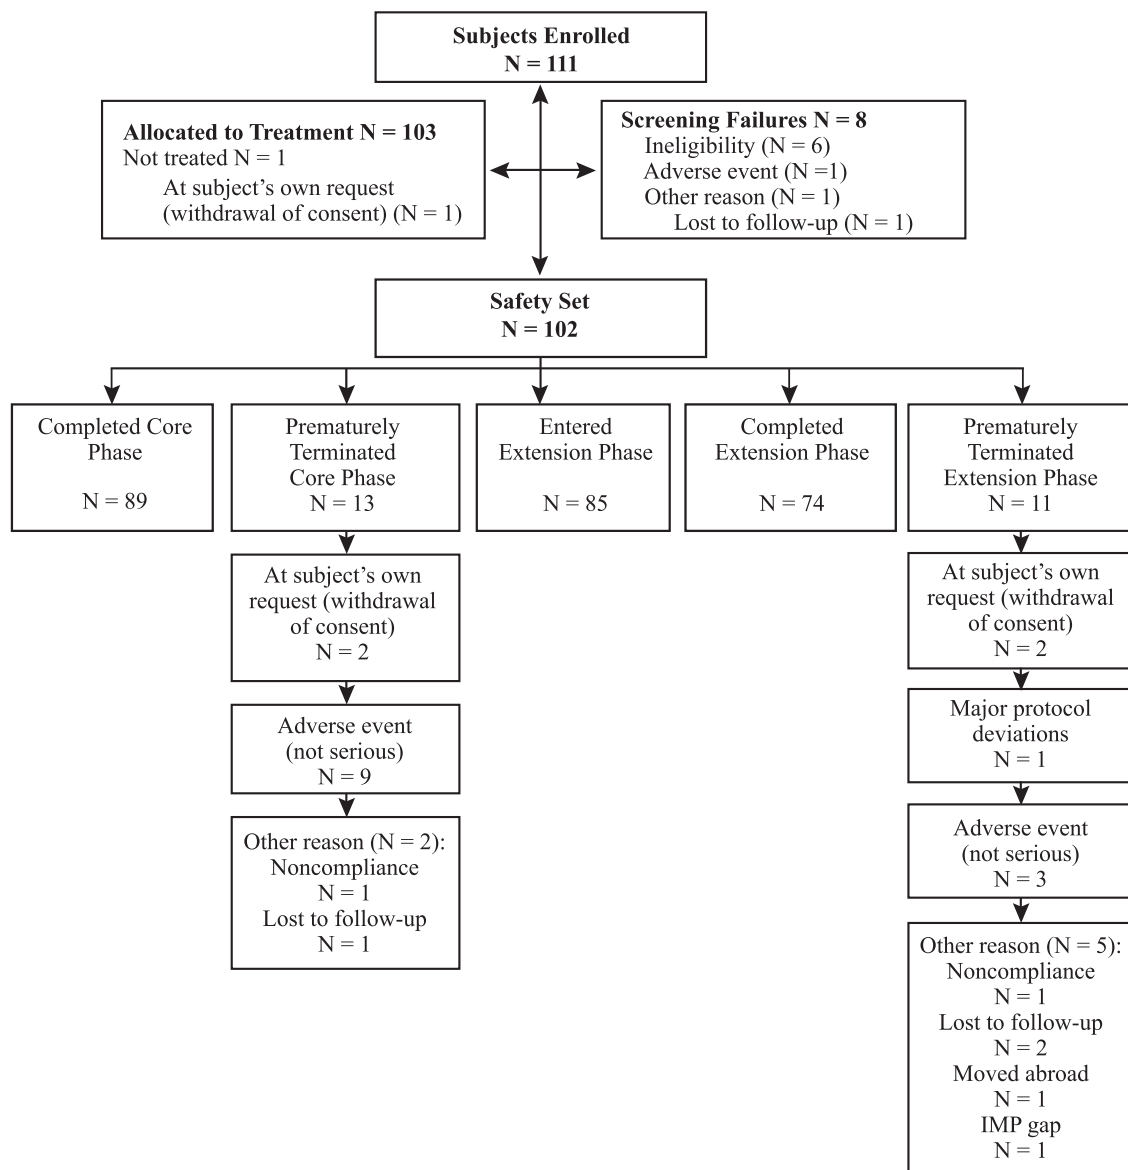 Subjects Enrolled
N = 111
Allocated to Treatment N = 103
Not treated N = 1
At subject's own request
(withdrawal of consent) (N = 1)
Screening Failures N = 8
Ineligibility (N = 6)
Adverse event (N =1)
Other reason (N = 1)
Lost to follow-up (N = 1)
Safety Set
N = 102
Completed Core
Phase
N = 89
Prematurely
Terminated
Core Phase
N = 13
Entered
Extension Phase
N = 85
Completed
Extension Phase
N = 74
Prematurely
Terminated
Extension Phase
N = 11
At subject's own
request (withdrawal
of consent)
N = 2
Adverse event
(not serious)
N = 9
Other reason (N = 2):
Noncompliance
N = 1
Lost to follow-up
N = 1
At subject's own
request (withdrawal
of consent)
N = 2
Major protocol
deviations
N = 1
Adverse event
(not serious)
N = 3
Other reason (N = 5):
Noncompliance
N = 1
Lost to follow-up
N = 2
Moved abroad
N = 1
IMP gap
N = 1